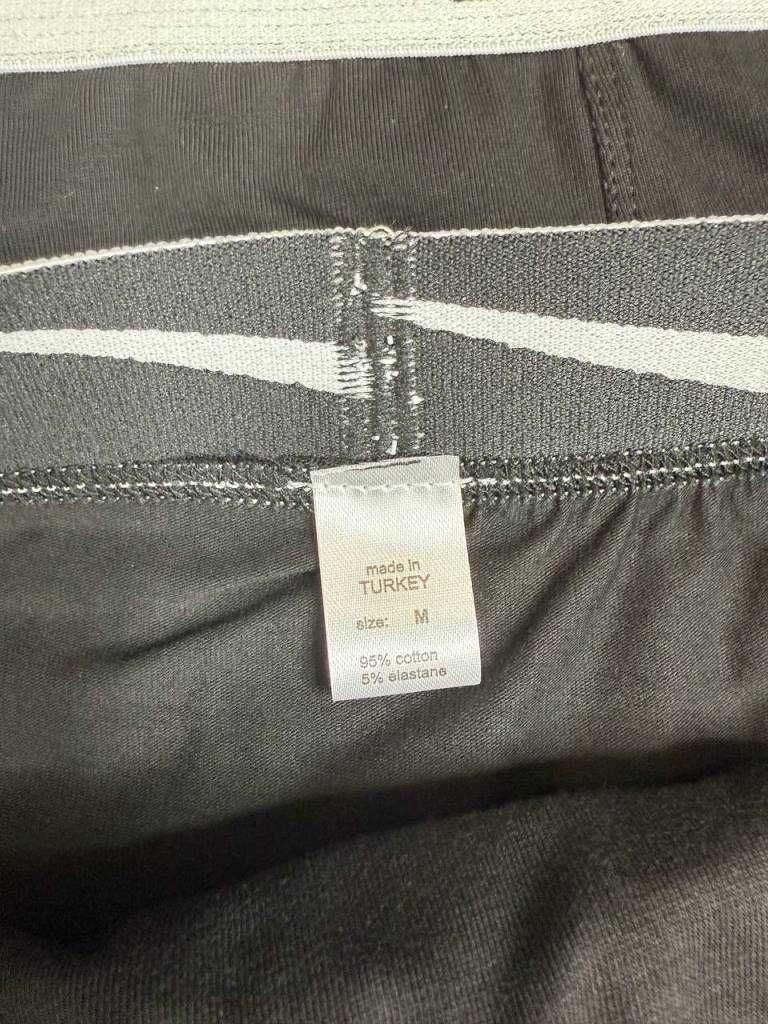 made in
TURKEY
size: M
95% cotton
5% elastane